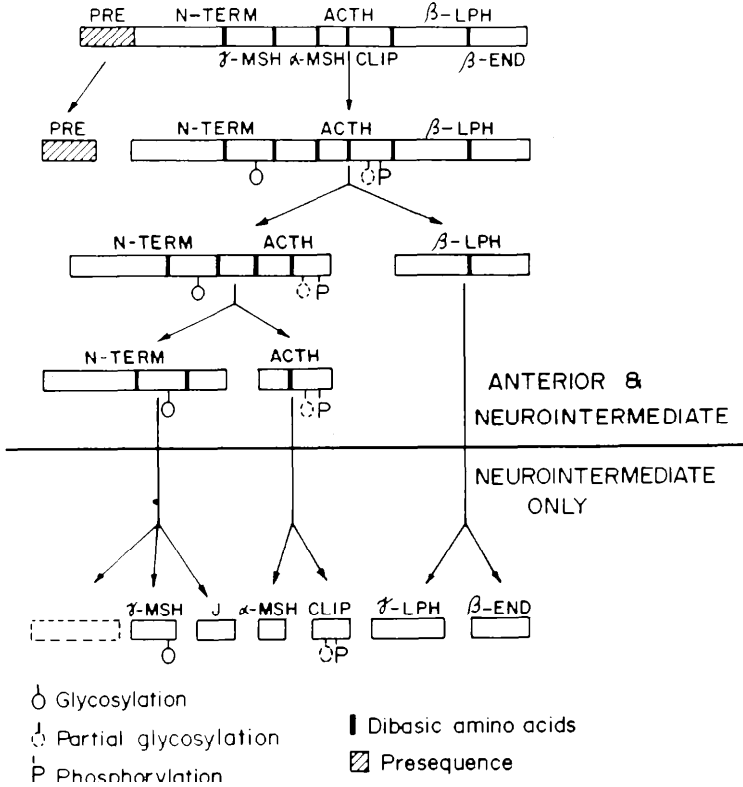 PRE N-TERM ACTH β-LPH
γ-MSH α-MSH CLIP β-END
PRE N-TERM ACTH β-LPH
P
N-TERM ACTH β-LPH
P
N-TERM ACTH
P
ANTERIOR &
NEUROINTERMEDIATE
NEUROINTERMEDIATE
ONLY
γ-MSH J α-MSH CLIP γ-LPH β-END
P
Glycosylation
Partial glycosylation
P Phosphorylation
Dibasic amino acids
Presequence